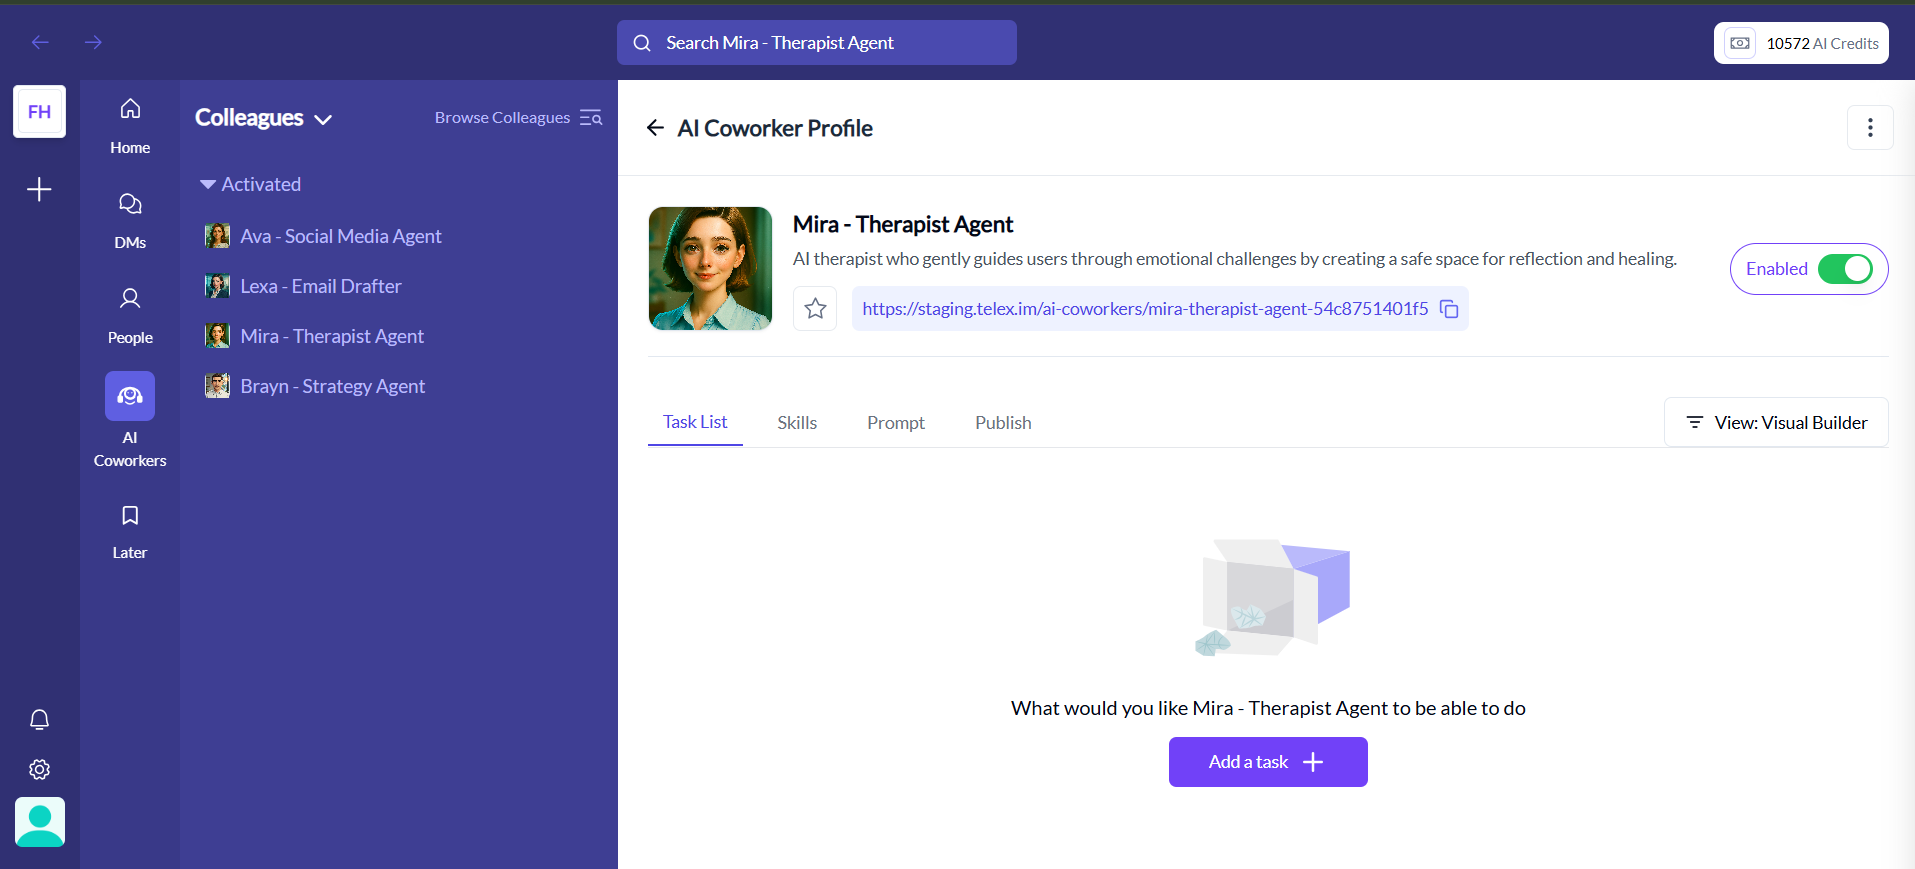 Search Mira - Therapist Agent
10572 AI Credits
FH
Home
DMs
People
AI
Coworkers
Later
Colleagues
Browse Colleagues
Activated
Ava - Social Media Agent
Lexa - Email Drafter
Mira - Therapist Agent
Brayn - Strategy Agent
AI Coworker Profile
Mira - Therapist Agent
AI therapist who gently guides users through emotional challenges by creating a safe space for reflection and healing.
https://staging.telex.im/ai-coworkers/mira-therapist-agent-54c8751401f5
Enabled
Task List
Skills
Prompt
Publish
View: Visual Builder
What would you like Mira - Therapist Agent to be able to do
Add a task